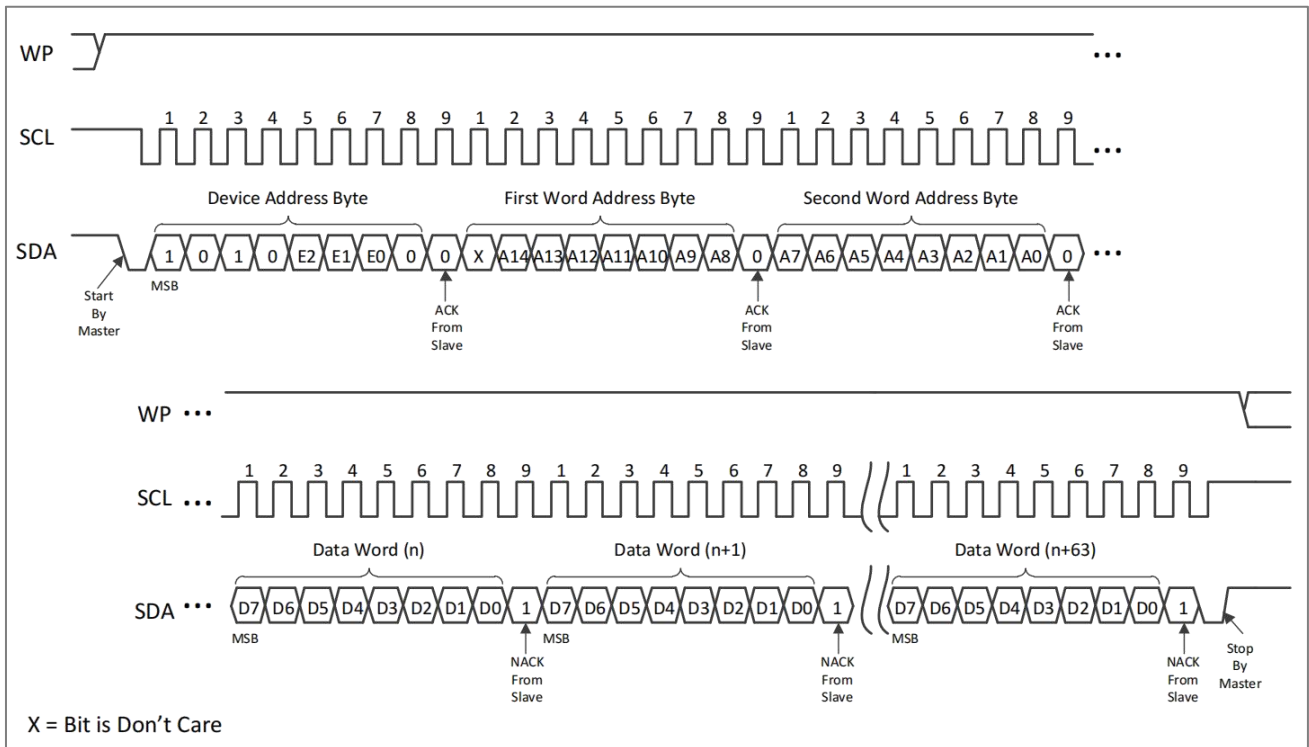 WP ...
1 2 3 4 5 6 7 8 9 1 2 3 4 5 6 7 8 9 1 2 3 4 5 6 7 8 9
SCL ...
Device Address Byte First Word Address Byte Second Word Address Byte
SDA 1 0 1 0 E2 E1 E0 0 0 X A14 A13 A12 A11 A10 A9 A8 0 A7 A6 A5 A4 A3 A2 A1 A0 0 ...
MSB
Start
By
Master
ACK
From
Slave
ACK
From
Slave
ACK
From
Slave
WP ...
1 2 3 4 5 6 7 8 9 1 2 3 4 5 6 7 8 9 1 2 3 4 5 6 7 8 9
SCL ...
Data Word (n) Data Word (n+1) Data Word (n+63)
SDA ... D7 D6 D5 D4 D3 D2 D1 D0 1 D7 D6 D5 D4 D3 D2 D1 D0 1 D7 D6 D5 D4 D3 D2 D1 D0 1
MSB MSB MSB
NACK
From
Slave
NACK
From
Slave
NACK
From
Slave
Stop
By
Master
X = Bit is Don’t Care